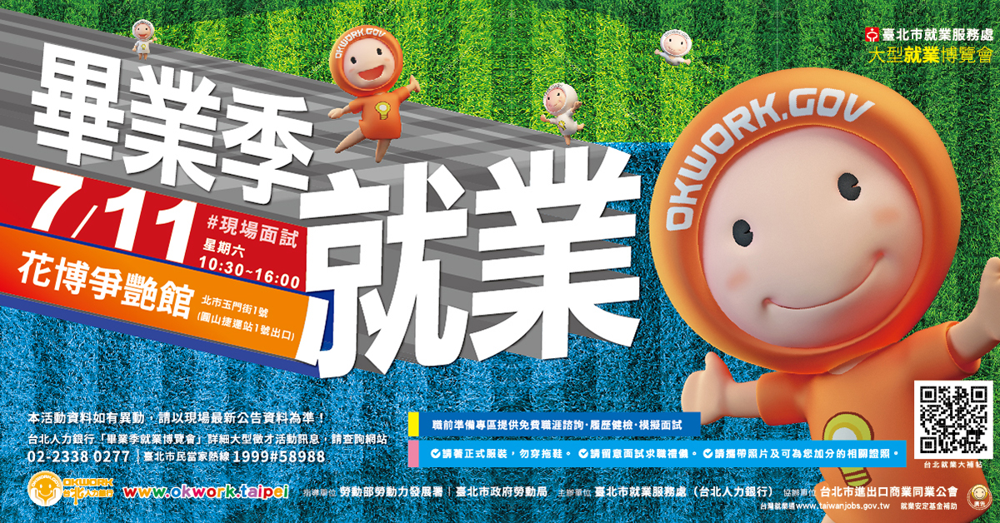 臺北市就業服務處
大型就業博覽會
OKWORK.GOV
畢業季
就業
7/11
#現場面試
星期六
10:30~16:00
花博爭艷館
北市玉門街1號
(圓山捷運站1號出口)
OKWORK.GOV
OKWORK.GOV
本活動資料如有異動，請以現場最新公告資料為準！
台北人力銀行「畢業季就業博覽會」詳細大型徵才活動訊息，請查詢網站
02-2338 0277｜臺北市民當家熱線 1999#58988
職前準備專區提供免費職涯諮詢·履歷健檢·模擬面試
請著正式服裝，勿穿拖鞋。 請留意面試求職禮儀。 請攜帶照片及可為您加分的相關證照。
台北就業大補帖
OKWORK
台北人力銀行
www.okwork.taipei
指導單位 勞動部勞動力發展署｜臺北市政府勞動局 主辦單位 臺北市就業服務處（台北人力銀行） 協辦單位 台北市進出口商業同業公會
台灣就業通www.taiwanjobs.gov.tw 就業安定基金補助
廣告